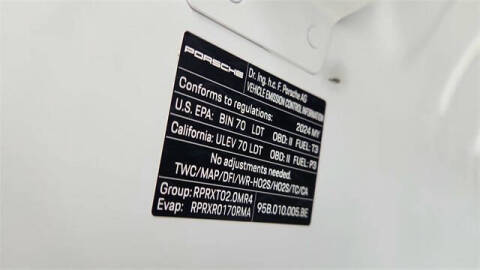 PORSCHE Dr. Ing. h.c. F. Porsche AG
VEHICLE EMISSION CONTROL INFORMATION
Conforms to regulations: 2024 MY
U.S. EPA: BIN 70 LDT OBD: II FUEL: T3
California: ULEV 70 LDT OBD: II FUEL: P3
No adjustments needed.
TWC/MAP/DFI/WR-HO2S/HO2S/TC/CA
Group: RPRXT02.0MR4
Evap: RPRXR0170RMA 95B.010.005.BE